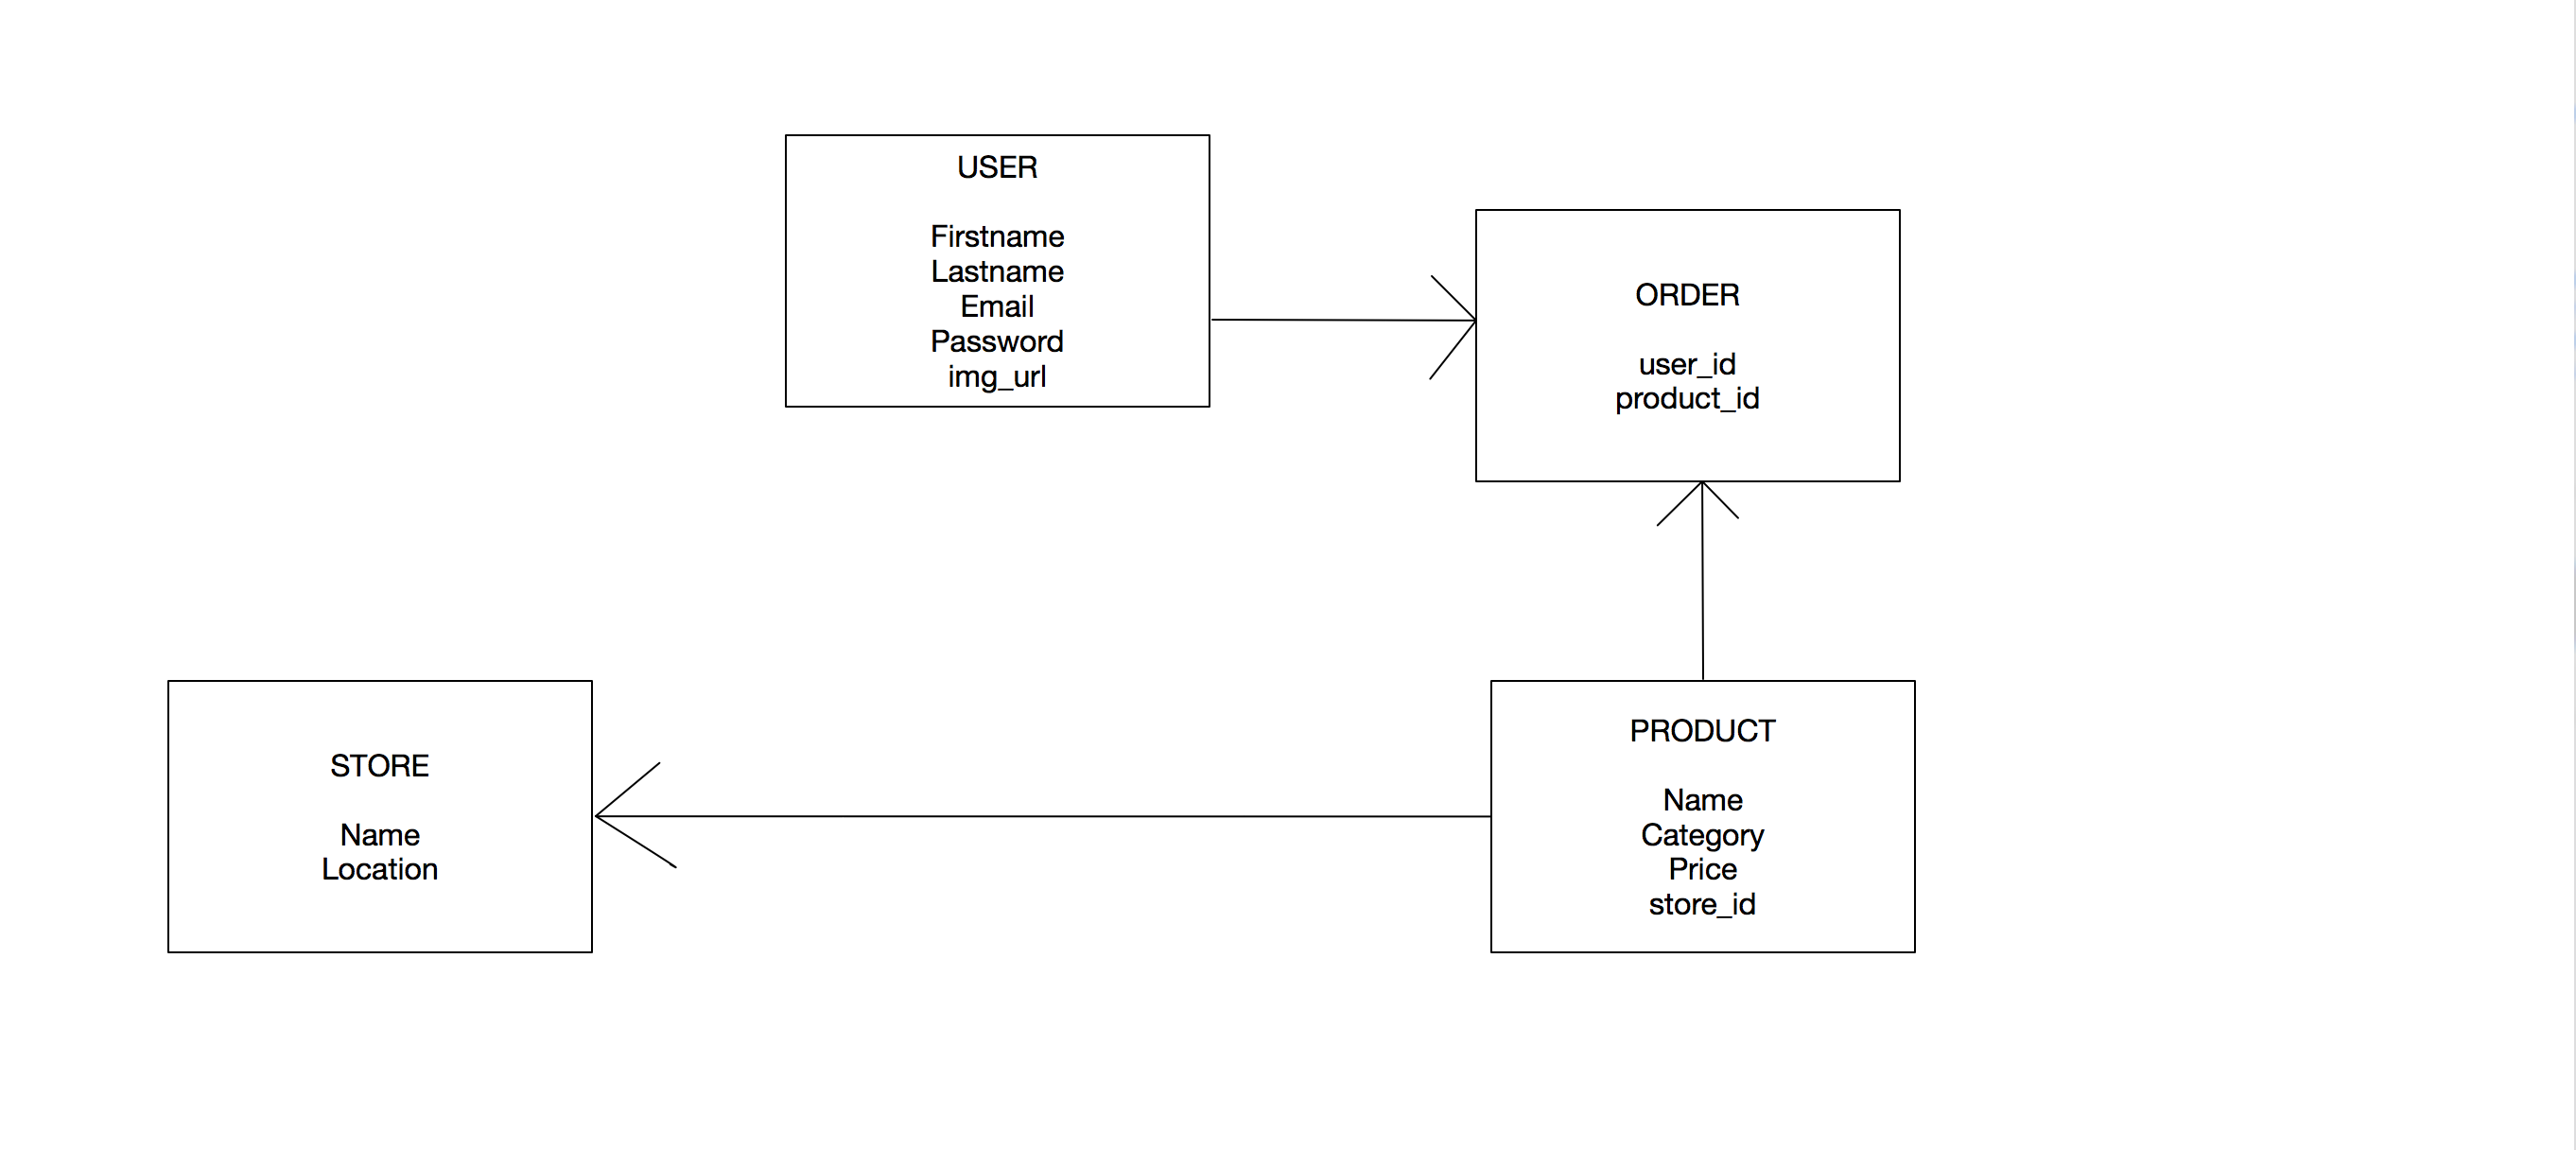 USER
Firstname
Lastname
Email
Password
img_url
ORDER
user_id
product_id
STORE
Name
Location
PRODUCT
Name
Category
Price
store_id